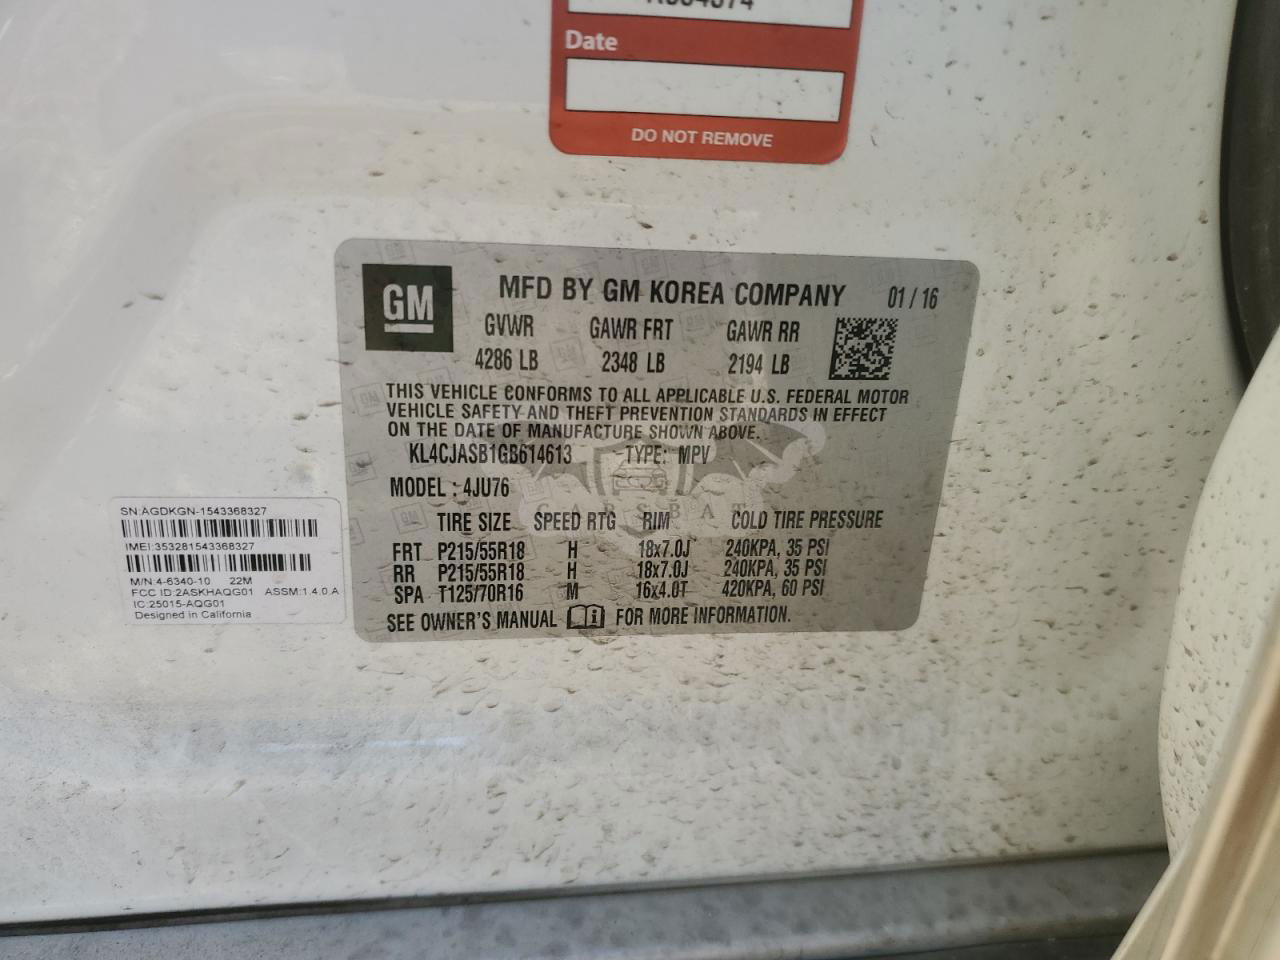 Date
DO NOT REMOVE
GM
MFD BY GM KOREA COMPANY 01 / 16
GVWR GAWR FRT GAWR RR
4286 LB 2348 LB 2194 LB
THIS VEHICLE CONFORMS TO ALL APPLICABLE U.S. FEDERAL MOTOR
VEHICLE SAFETY AND THEFT PREVENTION STANDARDS IN EFFECT
ON THE DATE OF MANUFACTURE SHOWN ABOVE.
KL4CJASB1GB614613 TYPE: MPV
MODEL : 4JU76
CARSBAT
TIRE SIZE SPEED RTG RIM COLD TIRE PRESSURE
FRT P215/55R18 H 18x7.0J 240KPA, 35 PSI
RR P215/55R18 H 18x7.0J 240KPA, 35 PSI
SPA T125/70R16 M 16x4.0T 420KPA, 60 PSI
SEE OWNER'S MANUAL i FOR MORE INFORMATION.
SN:AGDKGN-1543368327
IMEI:353281543368327
M/N:4-6340-10 22M
FCC ID:2ASKHAQG01 ASSM:1.4.0.A
IC:25015-AQG01
Designed in California